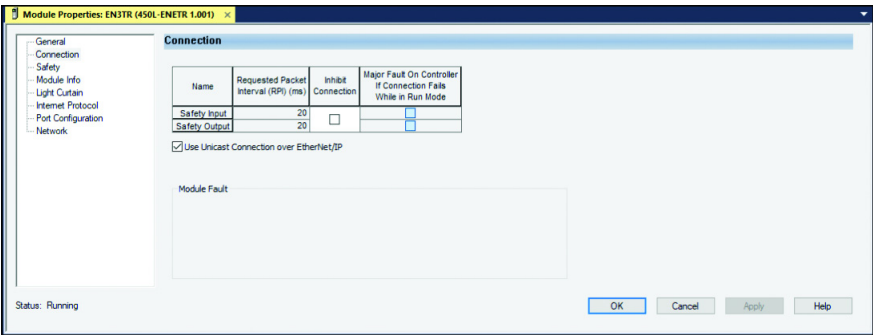 Module Properties: EN3TR (450L-ENETR 1.001) ×
General
Connection
Safety
Module Info
Light Curtain
Internet Protocol
Port Configuration
Network
Connection
Name
Requested Packet
Interval (RPI) (ms)
Inhibit
Connection
Major Fault On Controller
If Connection Fails
While in Run Mode
Safety Input 20
Safety Output 20
Use Unicast Connection over EtherNet/IP
Module Fault
Status: Running
OK Cancel Apply Help